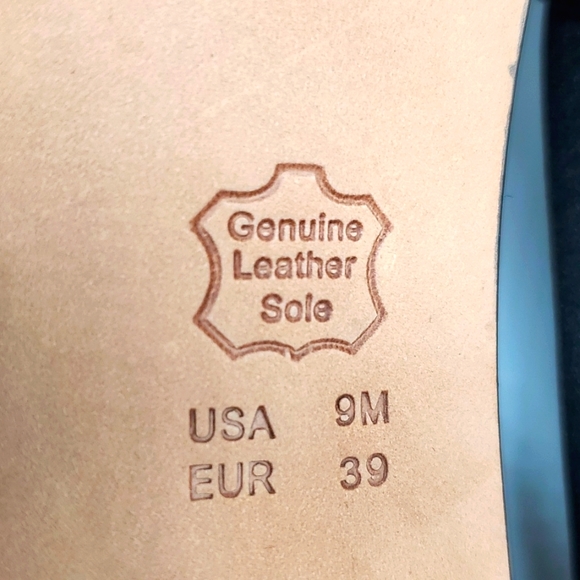 Genuine
Leather
Sole
USA 9M
EUR 39